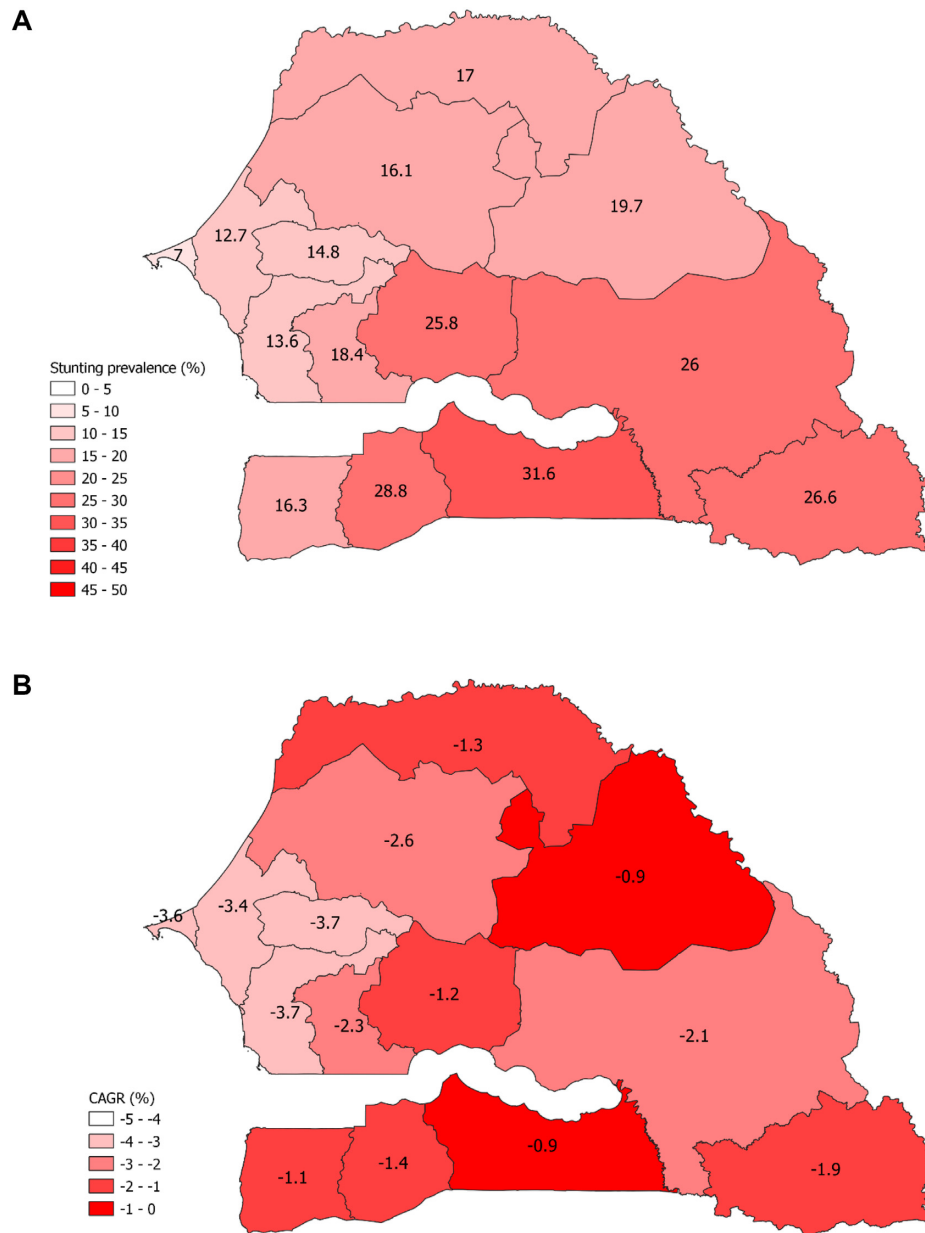 A
17
16.1
19.7
12.7
14.8
7
25.8
13.6
18.4
26
Stunting prevalence (%)
0 - 5
5 - 10
10 - 15
15 - 20
20 - 25
25 - 30
30 - 35
35 - 40
40 - 45
45 - 50
31.6
28.8
16.3
26.6
B
-1.3
-2.6
-0.9
-3.6
-3.4
-3.7
-1.2
-3.7
-2.3
-2.1
CAGR (%)
-5 - -4
-4 - -3
-3 - -2
-2 - -1
-1 - 0
-0.9
-1.4
-1.1
-1.9